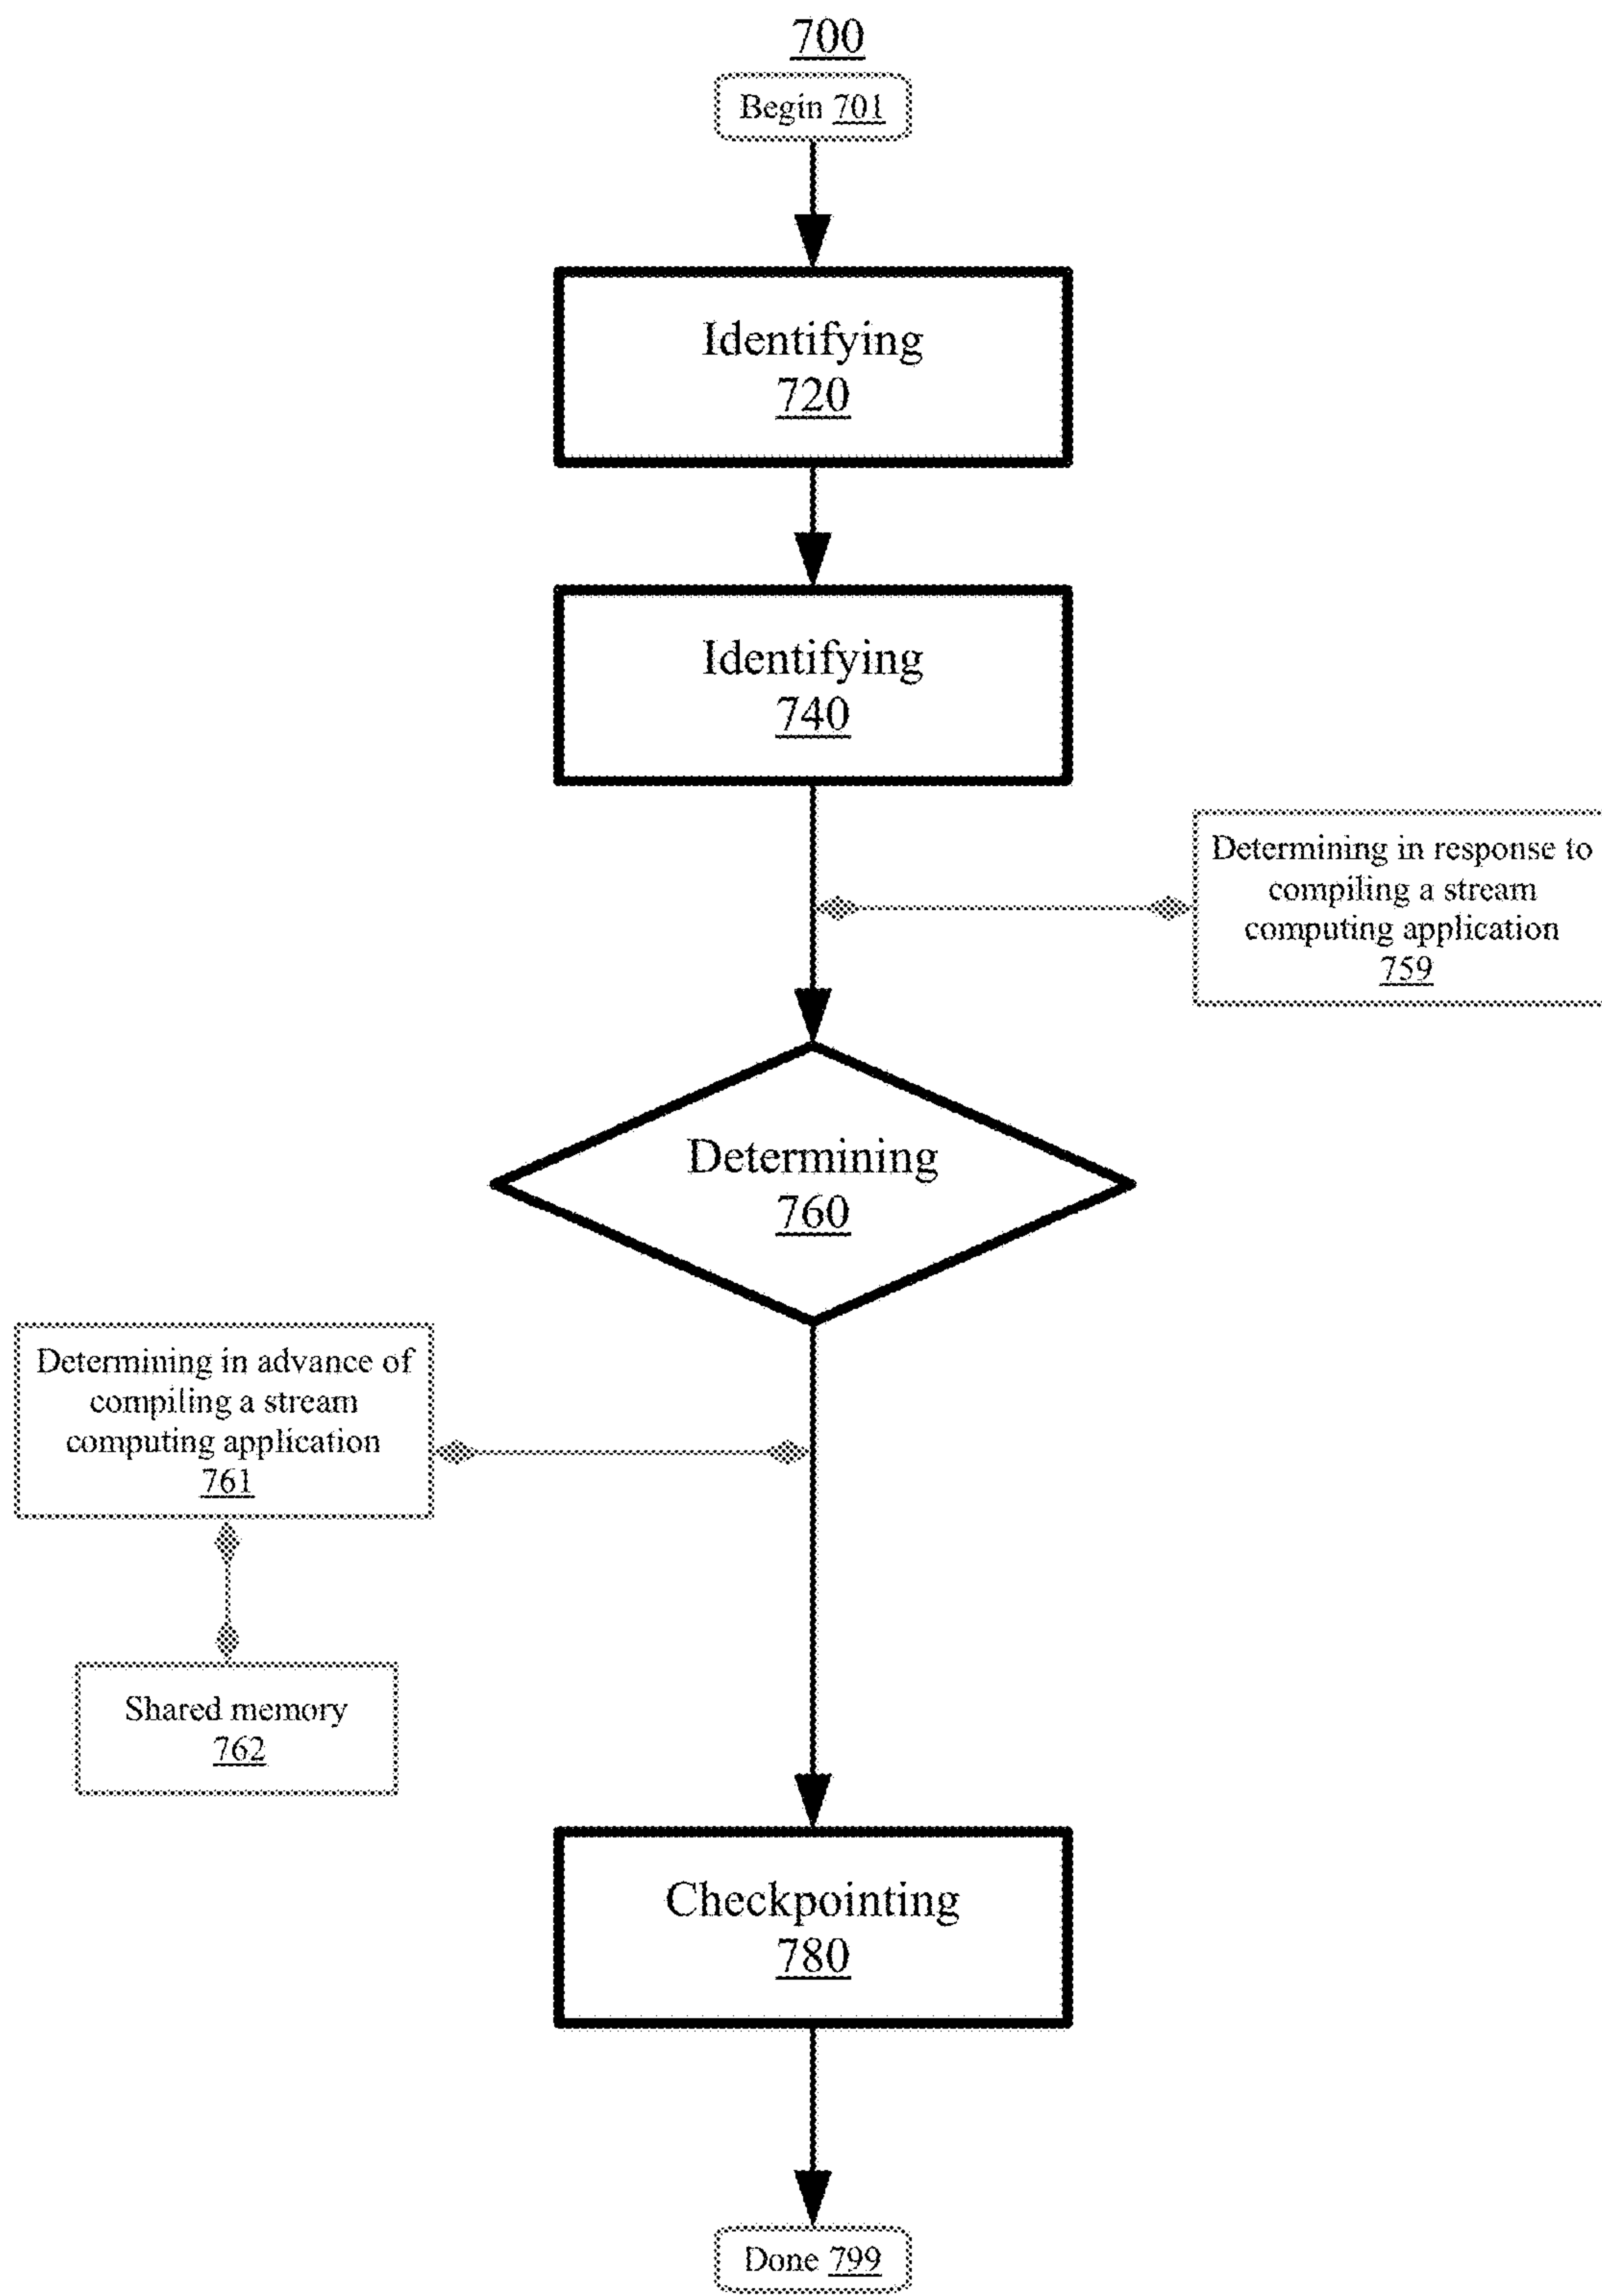 700
Begin 701
Identifying
720
Identifying
740
Determining in response to
compiling a stream
computing application
759
Determining
760
Determining in advance of
compiling a stream
computing application
761
Shared memory
762
Checkpointing
780
Done 799